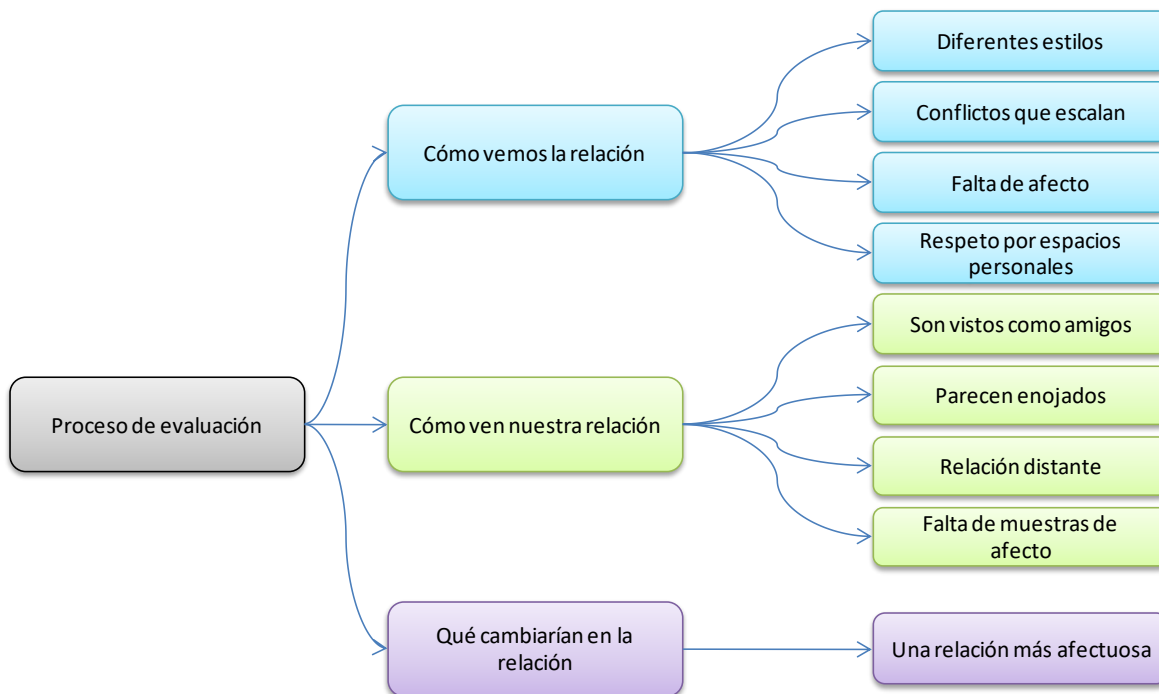 Diferentes estilos
Conflictos que escalan
Cómo vemos la relación
Falta de afecto
Respeto por espacios
personales
Son vistos como amigos
Parecen enojados
Proceso de evaluación
Cómo ven nuestra relación
Relación distante
Falta de muestras de
afecto
Qué cambiarían en la
relación
Una relación más afectuosa